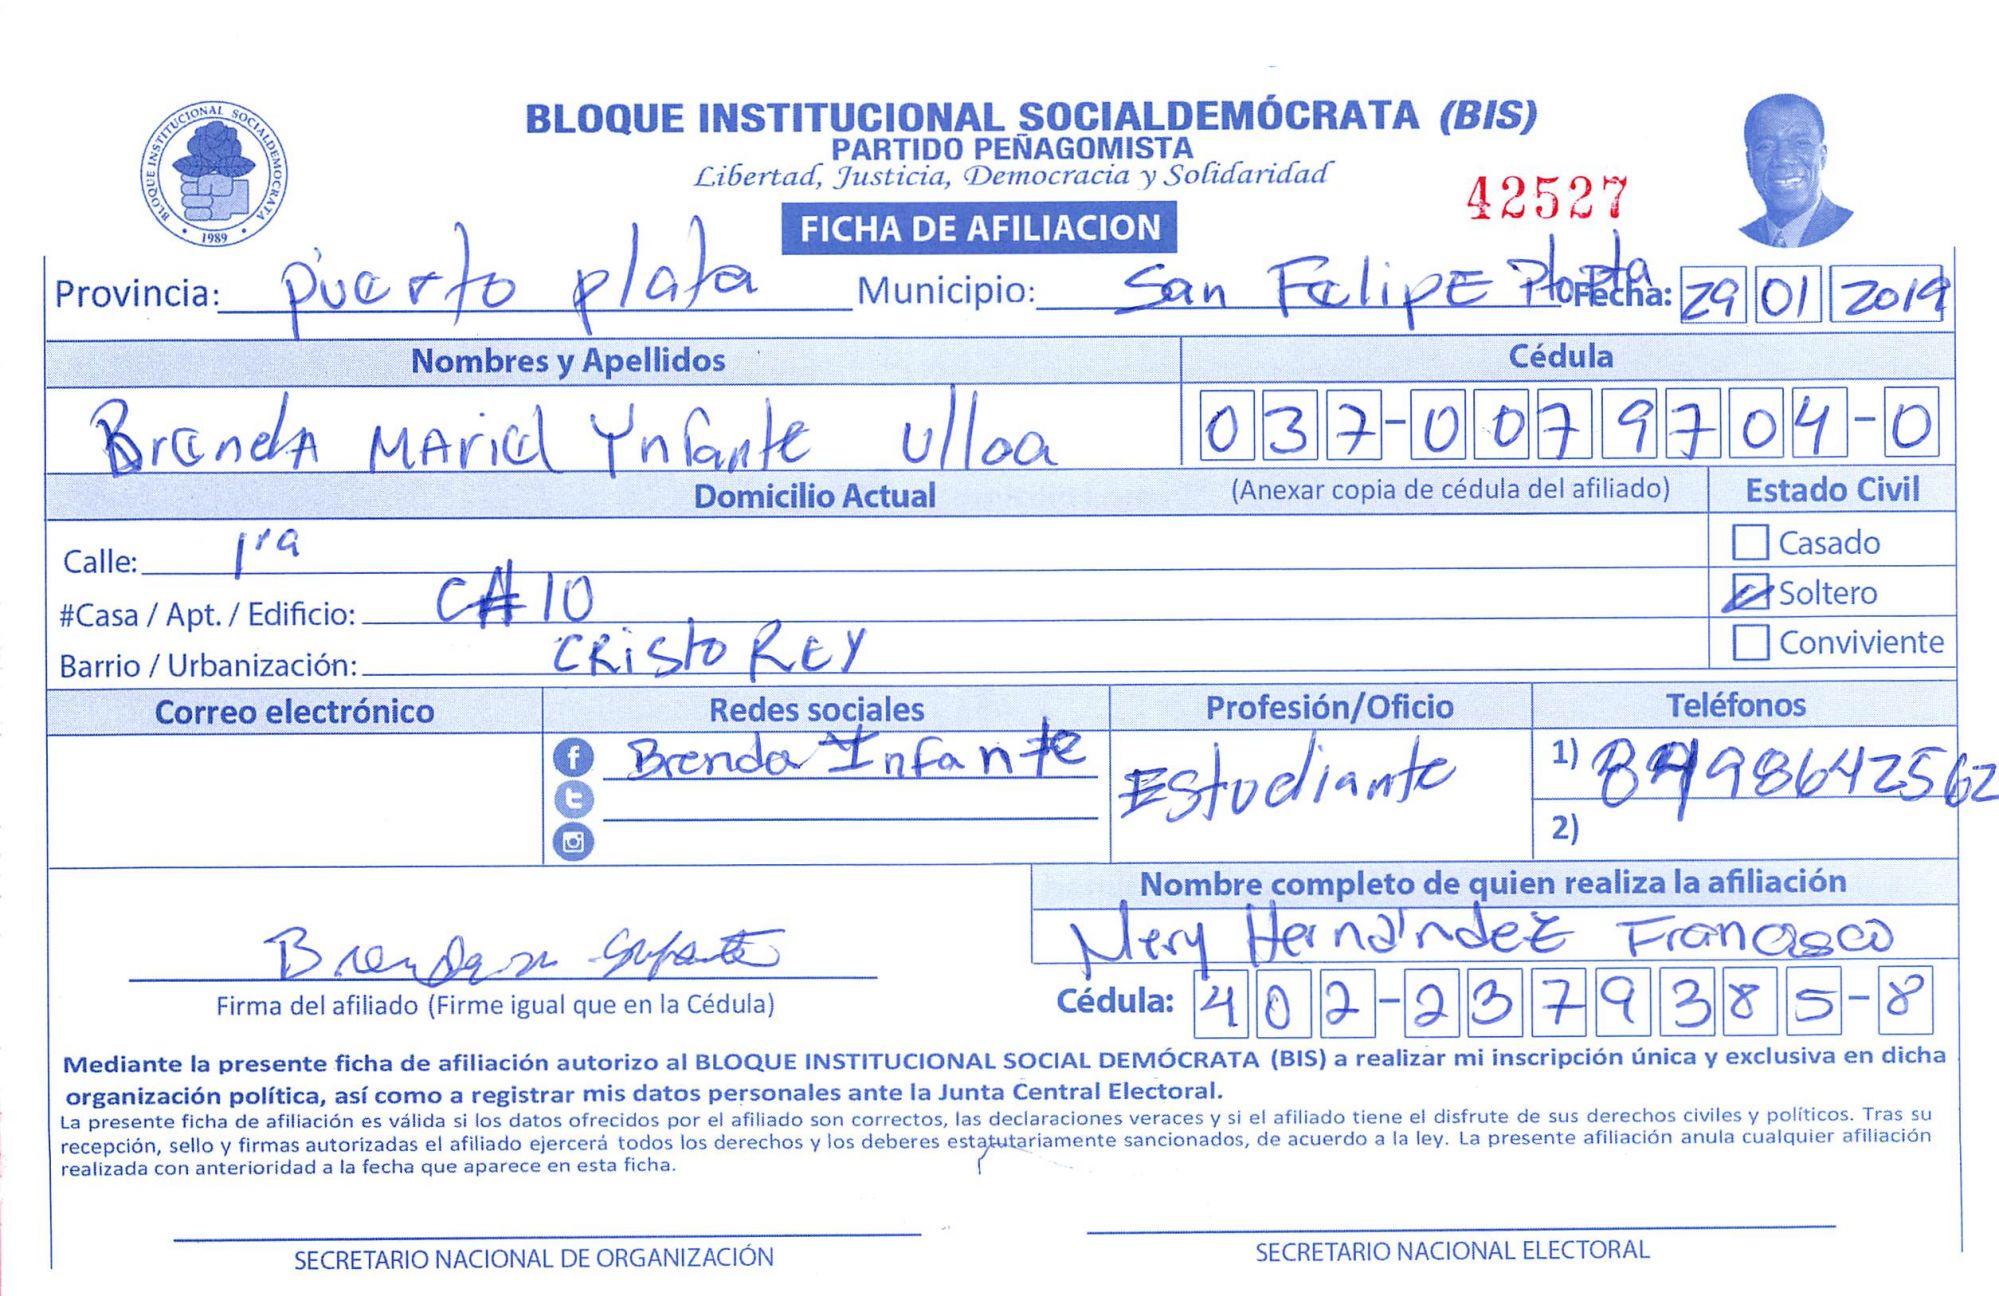 BLOQUE INSTITUCIONAL SOCIALDEMOCRATA
1989
BLOQUE INSTITUCIONAL SOCIALDEMÓCRATA (BIS)
PARTIDO PEÑAGOMISTA
Libertad, Justicia, Democracia y Solidaridad
42527
FICHA DE AFILIACION
Provincia: Puerto plata Municipio: San Felipe Pto Pta Fecha: 29 01 2019
Nombres y Apellidos Cédula
Brenda Mariel Ynfante Ulloa 037-0079704-0
Domicilio Actual (Anexar copia de cédula del afiliado) Estado Civil
Calle: 1ra Casado
#Casa / Apt. / Edificio: C#10 Soltero
Barrio / Urbanización: CRisto REY Conviviente
Correo electrónico Redes sociales Profesión/Oficio Teléfonos
Brenda Infante Estudiante 1) 8498642562
2)
Nombre completo de quien realiza la afiliación
Nery Hernández Francisco
Firma del afiliado (Firme igual que en la Cédula) Cédula: 402-2379385-8
Mediante la presente ficha de afiliación autorizo al BLOQUE INSTITUCIONAL SOCIAL DEMÓCRATA (BIS) a realizar mi inscripción única y exclusiva en dicha
organización política, así como a registrar mis datos personales ante la Junta Central Electoral.
La presente ficha de afiliación es válida si los datos ofrecidos por el afiliado son correctos, las declaraciones veraces y si el afiliado tiene el disfrute de sus derechos civiles y políticos. Tras su
recepción, sello y firmas autorizadas el afiliado ejercerá todos los derechos y los deberes estatutariamente sancionados, de acuerdo a la ley. La presente afiliación anula cualquier afiliación
realizada con anterioridad a la fecha que aparece en esta ficha.
SECRETARIO NACIONAL DE ORGANIZACIÓN SECRETARIO NACIONAL ELECTORAL